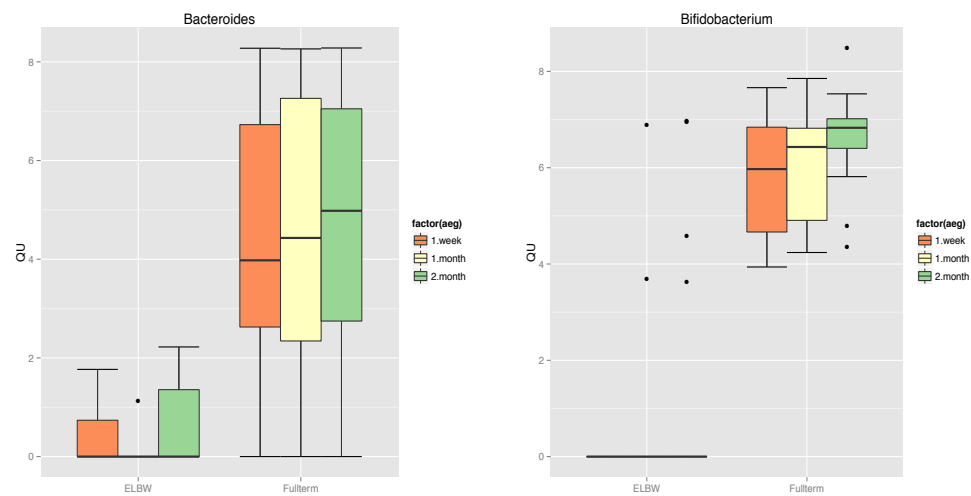 Bacteroides
8
6
4
2
0
QU
ELBW
Fullterm
factor(aeg)
1.week
1.month
2.month
Bifidobacterium
8
6
4
2
0
QU
ELBW
Fullterm
factor(aeg)
1.week
1.month
2.month